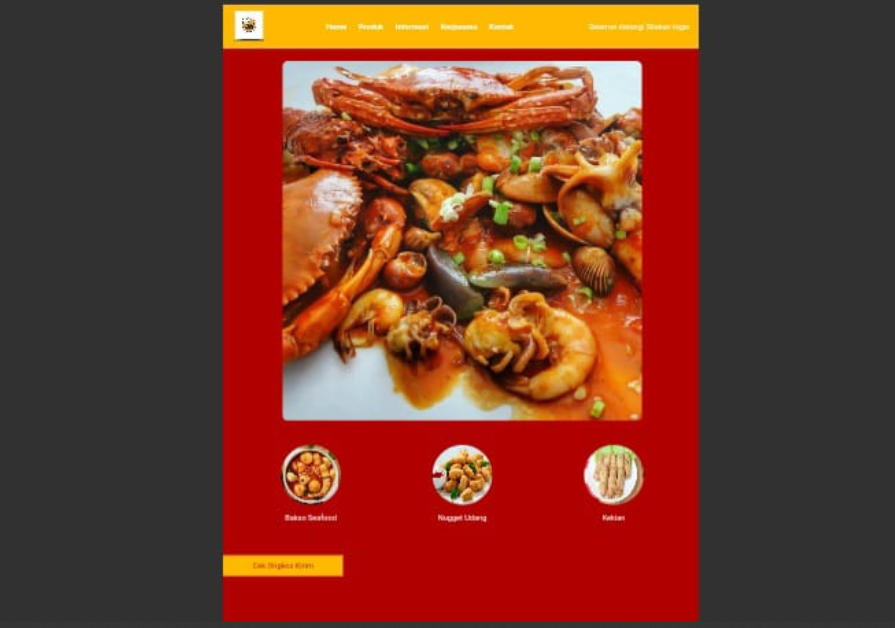 Home Produk Informasi Kerjasama Kontak Selamat datang! Silakan login
Bakso Seafood Nugget Udang Kekian
Cek Ongkos Kirim